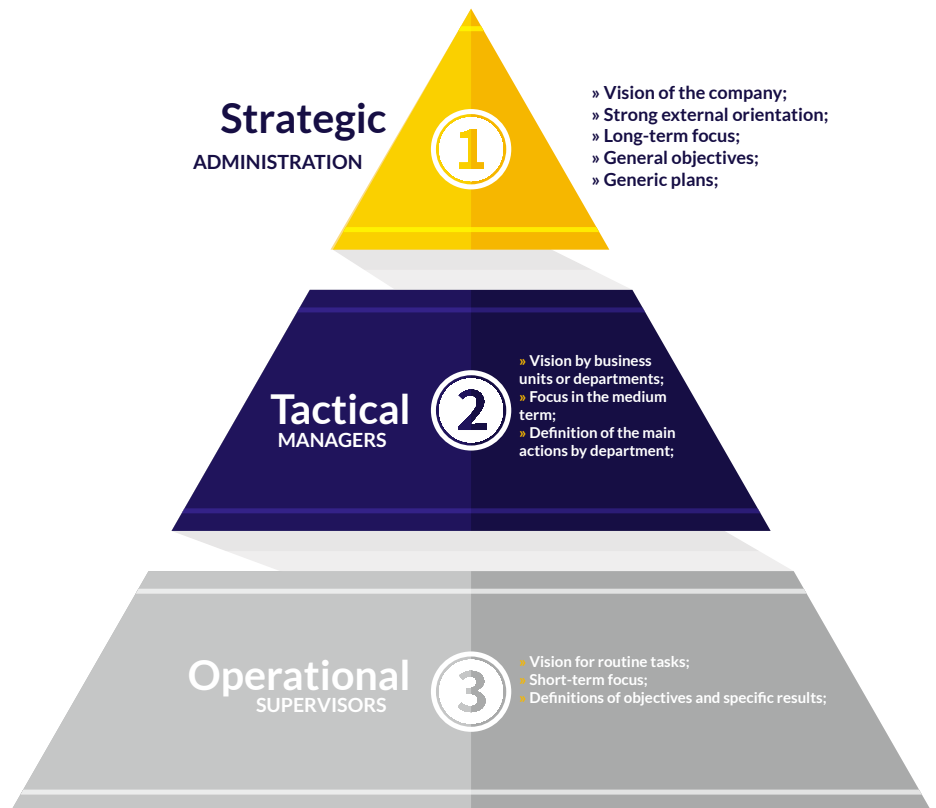 Strategic
ADMINISTRATION
1
» Vision of the company;
» Strong external orientation;
» Long-term focus;
» General objectives;
» Generic plans;
Tactical
MANAGERS
2
» Vision by business
units or departments;
» Focus in the medium
term;
» Definition of the main
actions by department;
Operational
SUPERVISORS
3
» Vision for routine tasks;
» Short-term focus;
» Definitions of objectives and specific results;